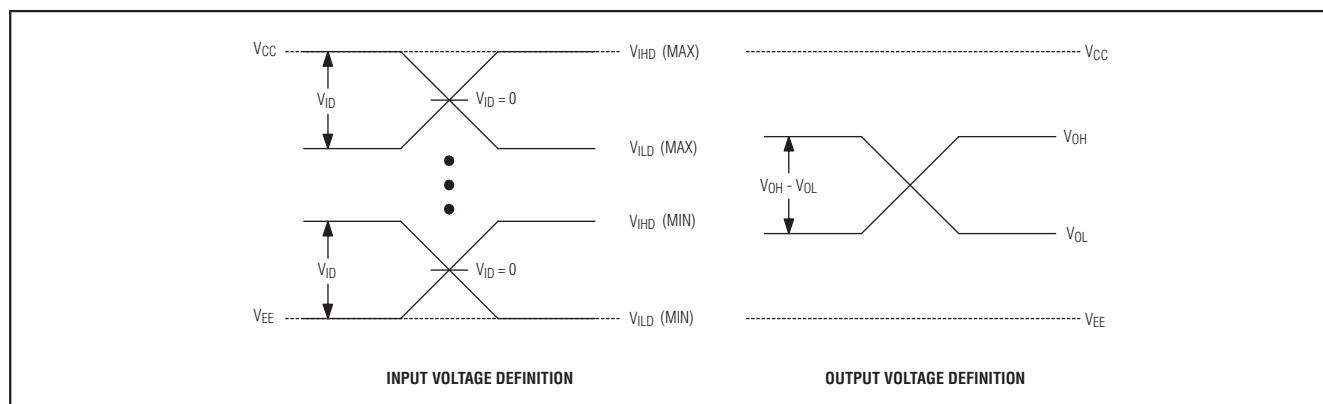 VCC
VID
VID = 0
VIHD (MAX)
VILD (MAX)
VIHD (MIN)
VID
VID = 0
VEE
VILD (MIN)
INPUT VOLTAGE DEFINITION
VCC
VOH
VOH - VOL
VOL
VEE
OUTPUT VOLTAGE DEFINITION